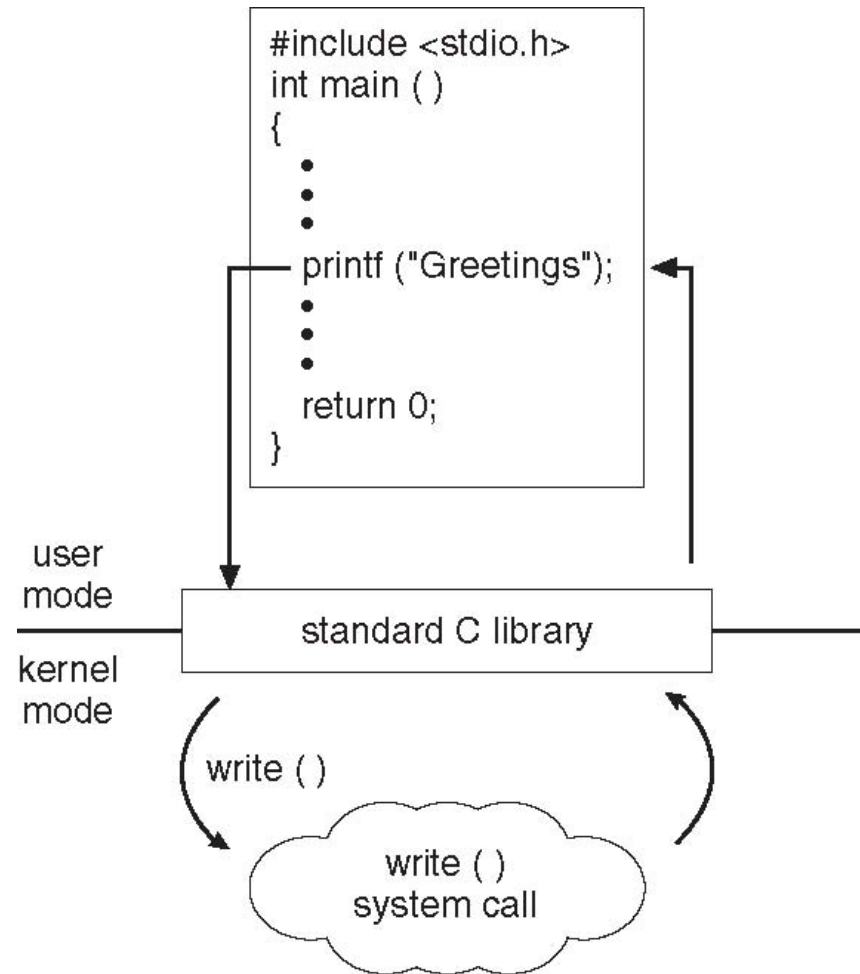 #include <stdio.h>
int main ( )
{
•
•
•
printf ("Greetings");
•
•
•
return 0;
}
user
mode
standard C library
kernel
mode
write ( )
write ( )
system call